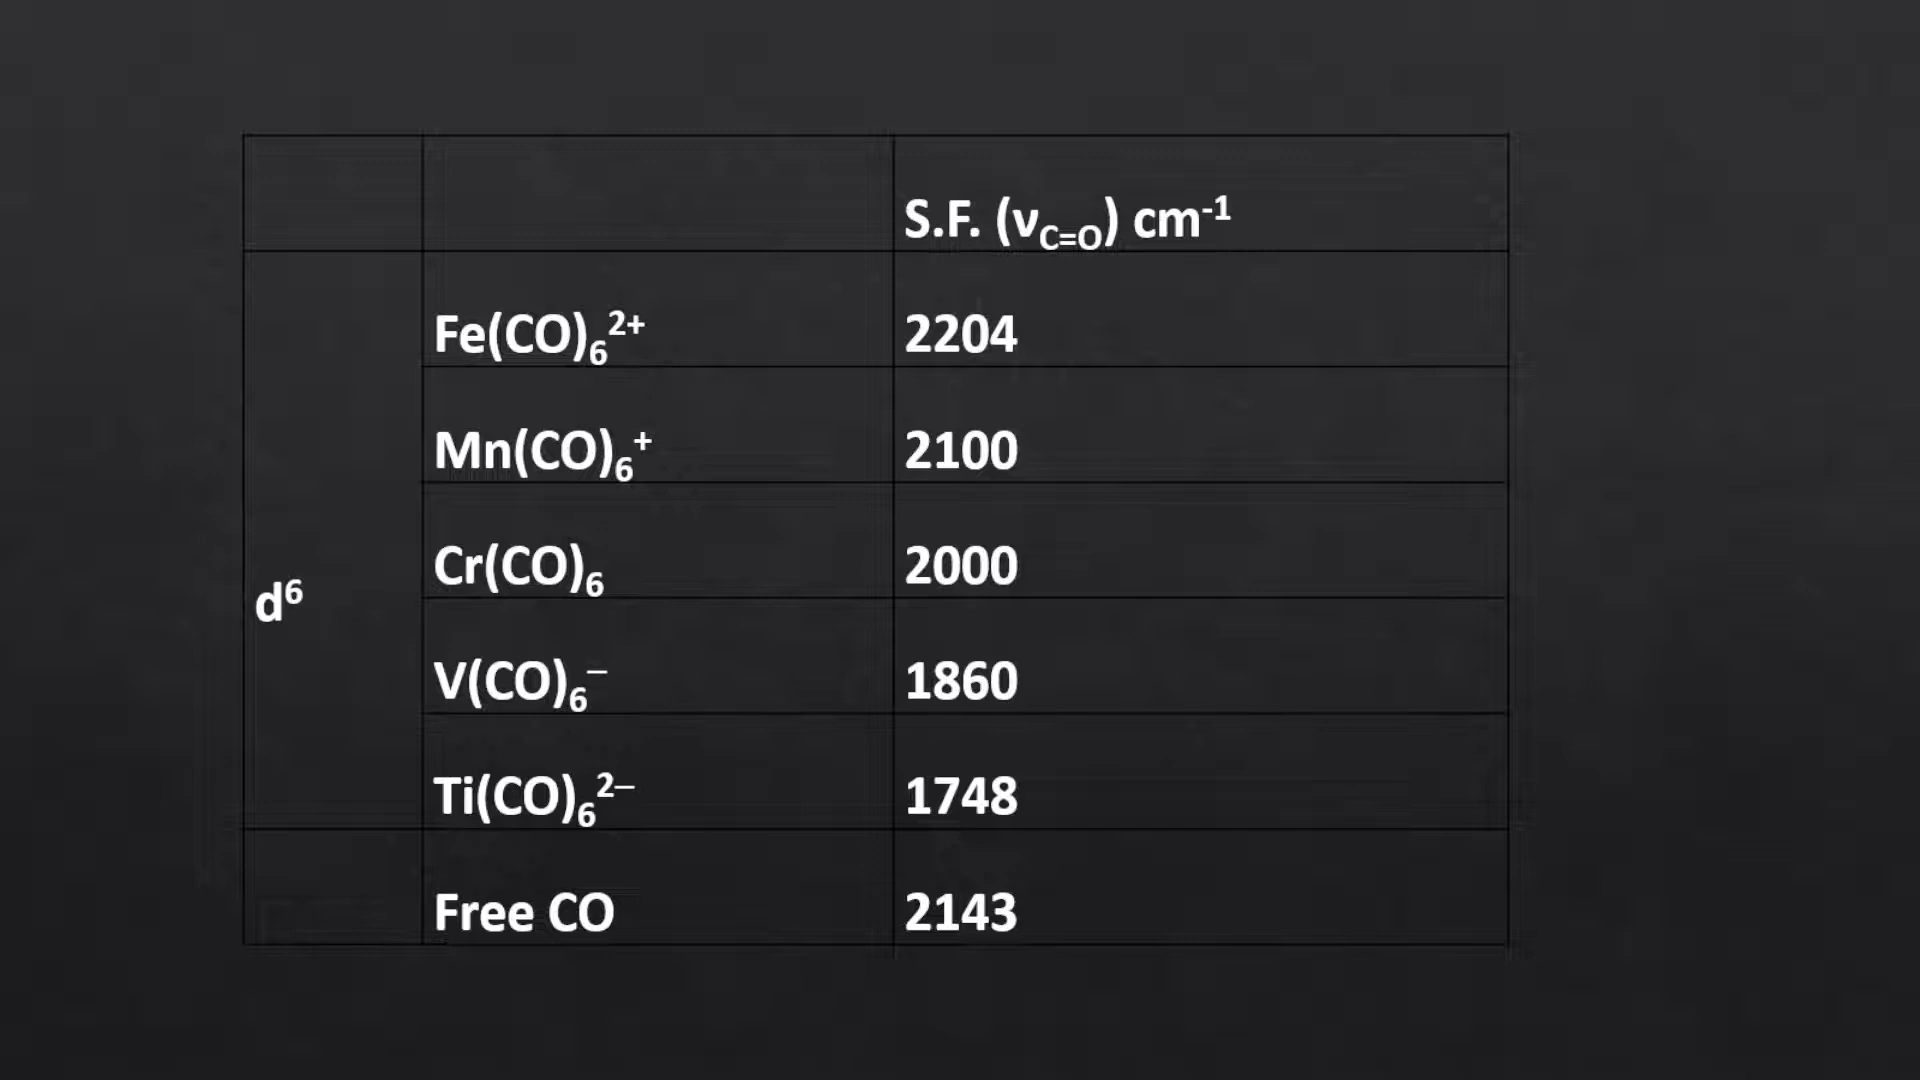 S.F. (νC=O) cm⁻¹
Fe(CO)₆²⁺ 2204
Mn(CO)₆⁺ 2100
Cr(CO)₆ 2000
d⁶
V(CO)₆⁻ 1860
Ti(CO)₆²⁻ 1748
Free CO 2143